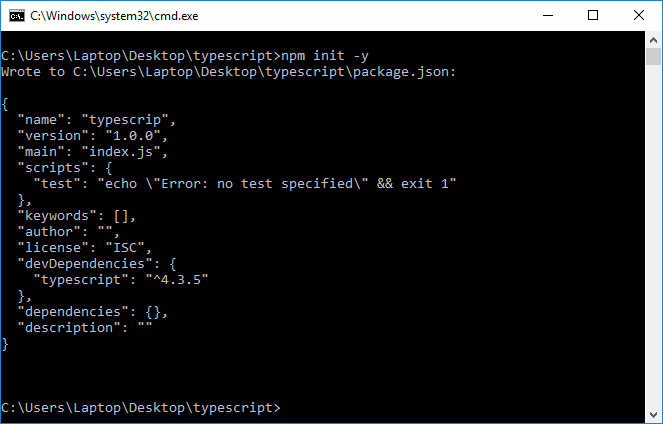 C:\Windows\system32\cmd.exe
C:\Users\Laptop\Desktop\typescript>npm init -y
Wrote to C:\Users\Laptop\Desktop\typescript\package.json:
{
  "name": "typescrip",
  "version": "1.0.0",
  "main": "index.js",
  "scripts": {
    "test": "echo \"Error: no test specified\" && exit 1"
  },
  "keywords": [],
  "author": "",
  "license": "ISC",
  "devDependencies": {
    "typescript": "^4.3.5"
  },
  "dependencies": {},
  "description": ""
}
C:\Users\Laptop\Desktop\typescript>